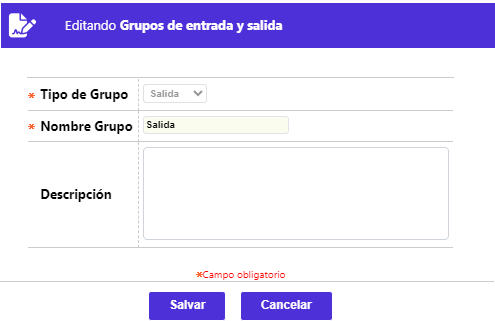 Editando Grupos de entrada y salida
* Tipo de Grupo Salida
* Nombre Grupo Salida
Descripción
*Campo obligatorio
Salvar Cancelar